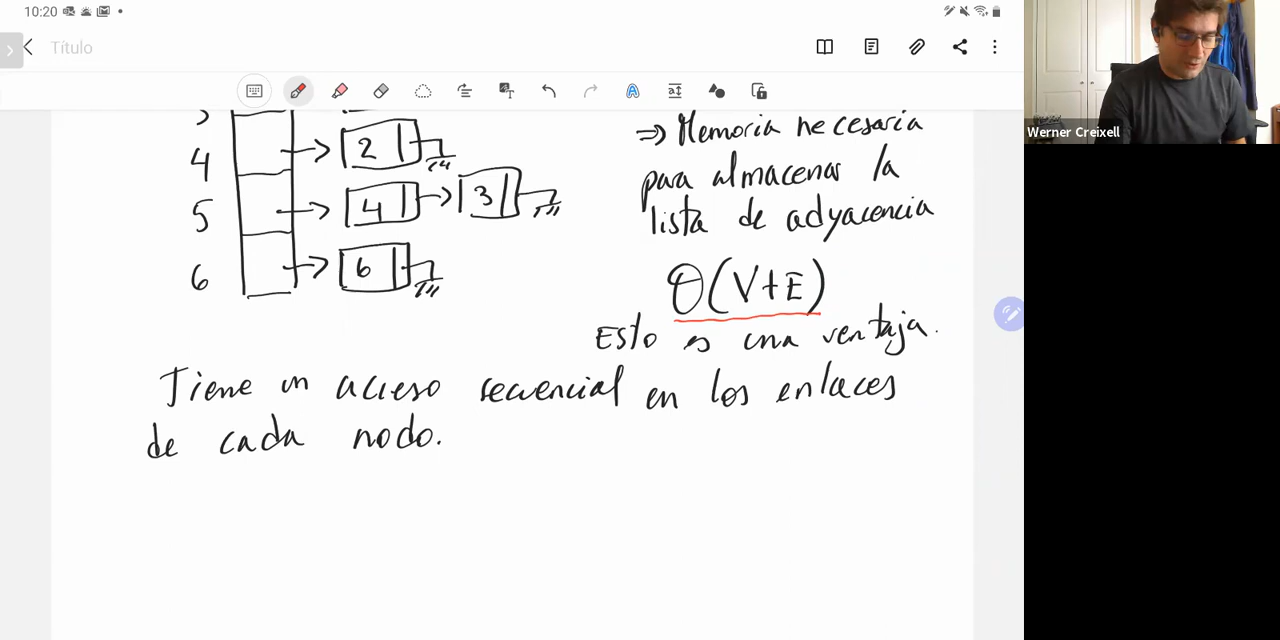 10:20
Título
Werner Creixell
3
4 2
5 4 3
6 6
⇒ Memoria necesaria
para almacenar la
lista de adyacencia
Θ(V+E)
Esto es una ventaja.
Tiene un acceso secuencial en los enlaces
de cada nodo.